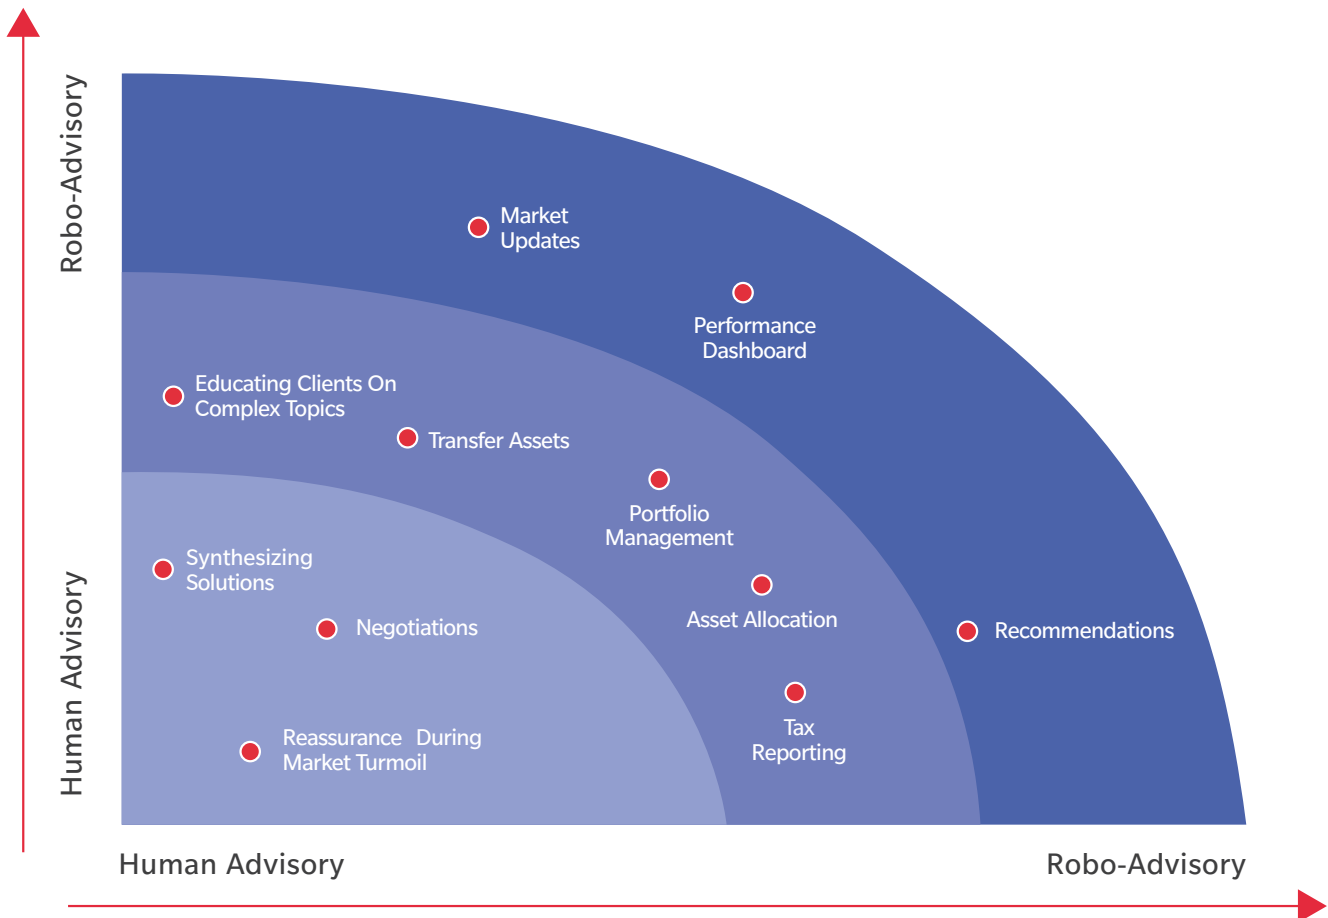 Robo-Advisory
Human Advisory
Market
Updates
Performance
Dashboard
Educating Clients On
Complex Topics
Transfer Assets
Portfolio
Management
Synthesizing
Solutions
Asset Allocation
Negotiations
Recommendations
Tax
Reporting
Reassurance During
Market Turmoil
Human Advisory
Robo-Advisory